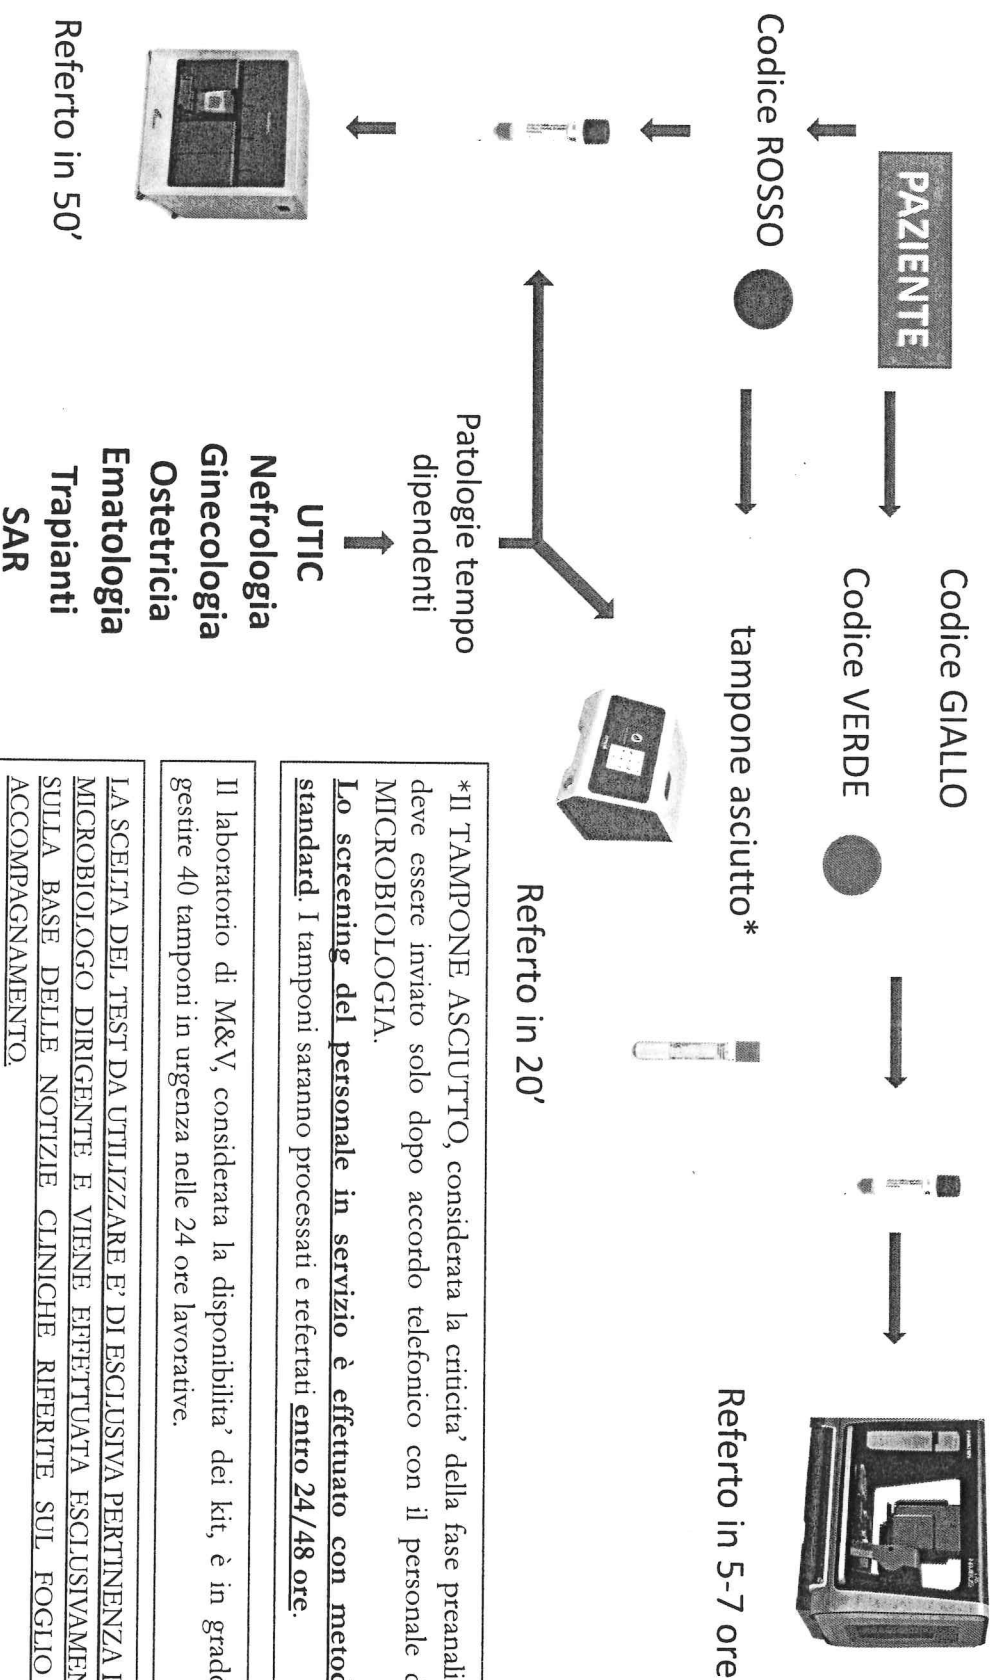 PAZIENTE
Codice GIALLO
Codice VERDE
Codice ROSSO
tampone asciutto*
Referto in 5-7 ore
Referto in 20'
Referto in 50'
Patologie tempo
dipendenti
UTIC
Nefrologia
Ginecologia
Ostetricia
Ematologia
Trapianti
SAR
*Il TAMPONE ASCIUTTO, considerata la criticita' della fase preanali
deve essere inviato solo dopo accordo telefonico con il personale
MICROBIOLOGIA.
Lo screening del personale in servizio è effettuato con metod
standard. I tamponi saranno processati e refertati entro 24/48 ore.
Il laboratorio di M&V, considerata la disponibilita' dei kit, è in grado
gestire 40 tamponi in urgenza nelle 24 ore lavorative.
LA SCELTA DEL TEST DA UTILIZZARE E' DI ESCLUSIVA PERTINENZA
MICROBIOLOGO DIRIGENTE E VIENE EFFETTUATA ESCLUSIVAMEN
SULLA BASE DELLE NOTIZIE CLINICHE RIFERITE SUL FOGLIO
ACCOMPAGNAMENTO.